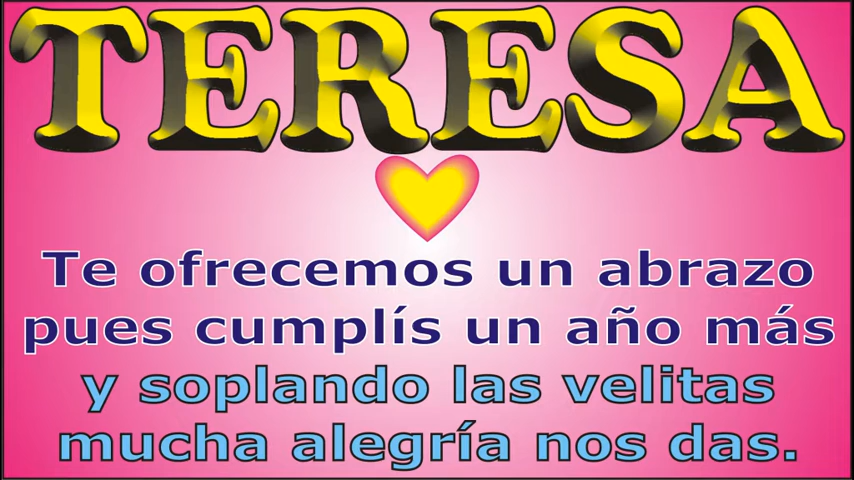 TERESA
Te ofrecemos un abrazo
pues cumplís un año más
y soplando las velitas
mucha alegría nos das.